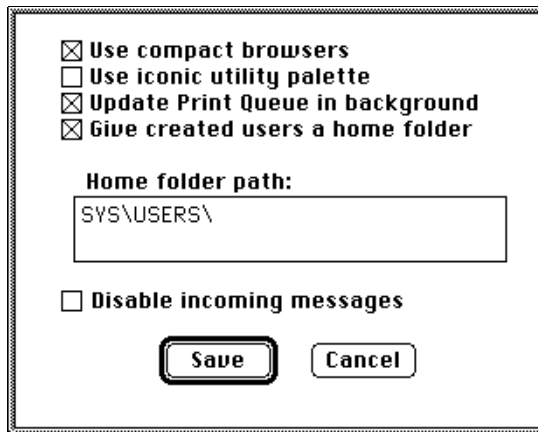 Use compact browsers
Use iconic utility palette
Update Print Queue in background
Give created users a home folder
Home folder path:
SYS\USERS\
Disable incoming messages
Save
Cancel